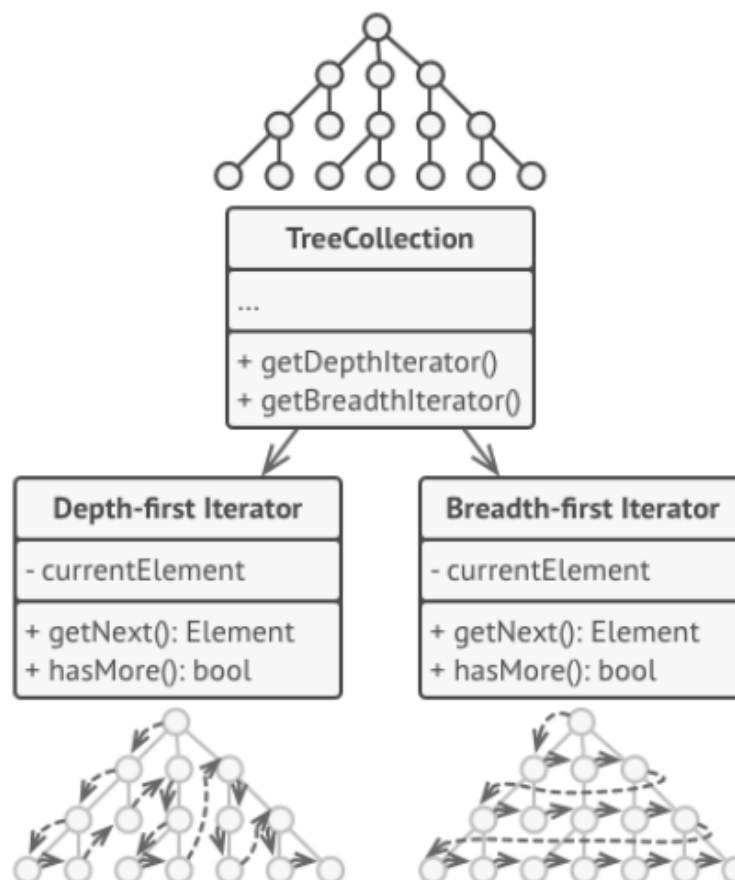 TreeCollection
...
+ getDepthIterator()
+ getBreadthIterator()
Depth-first Iterator
- currentElement
+ getNext(): Element
+ hasMore(): bool
Breadth-first Iterator
- currentElement
+ getNext(): Element
+ hasMore(): bool